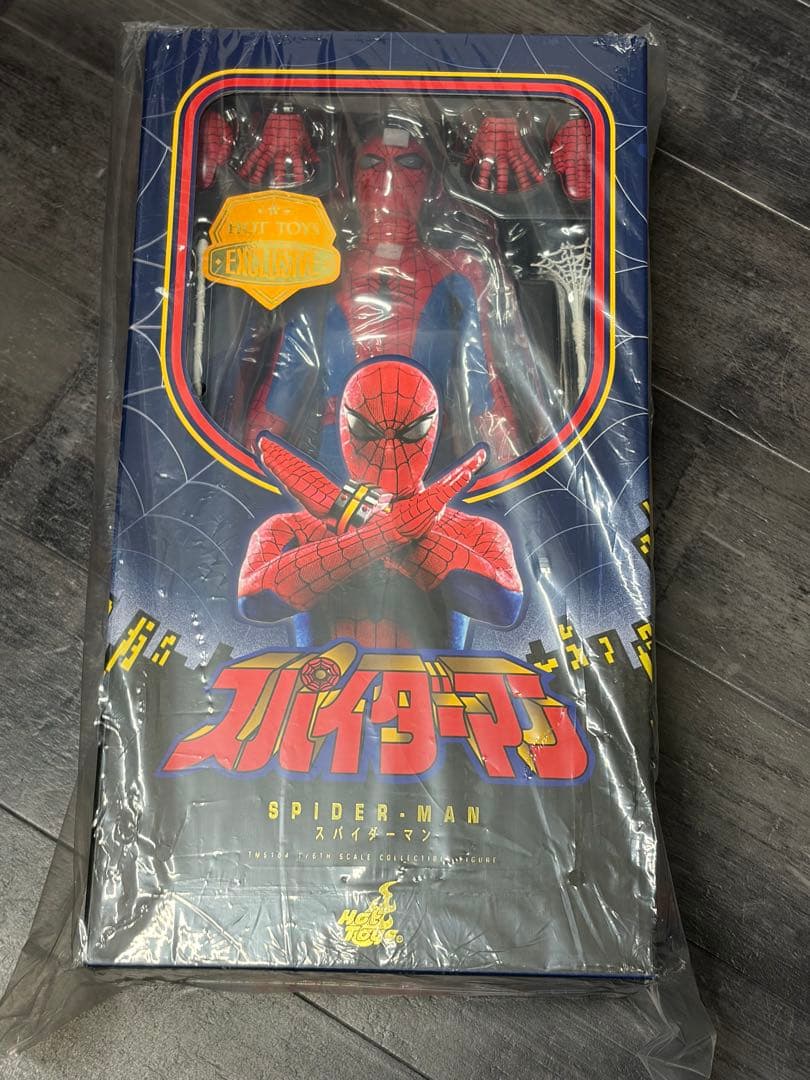 HOT TOYS
EXCLUSIVE
スパイダーマン
SPIDER-MAN
スパイダーマン
TMS104 1/6TH SCALE COLLECTIBLE FIGURE
Hot
Toys®